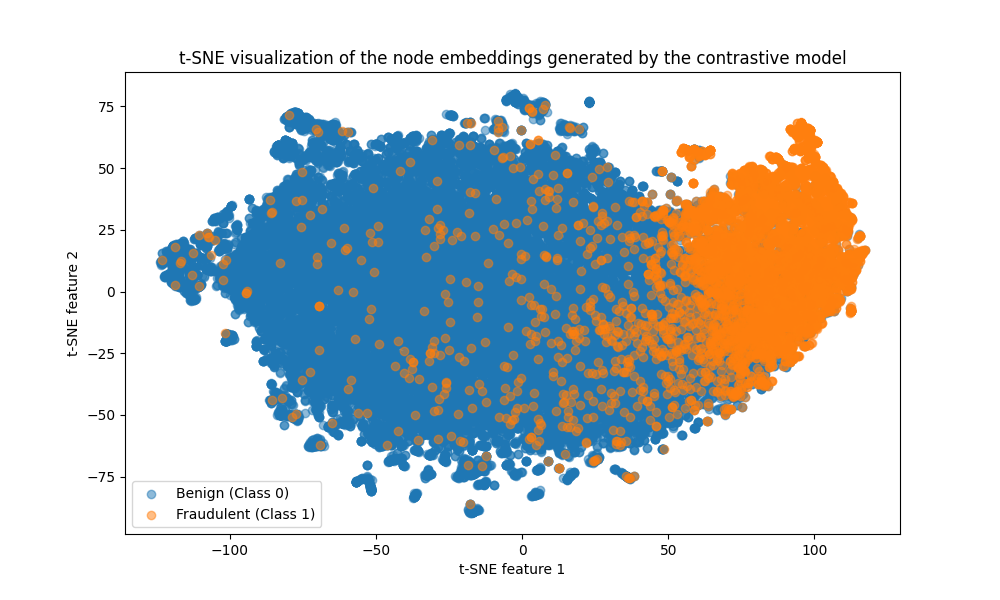 t-SNE visualization of the node embeddings generated by the contrastive model
t-SNE feature 2
75
50
25
0
−25
−50
−75
Benign (Class 0)
Fraudulent (Class 1)
−100
−50
0
50
100
t-SNE feature 1